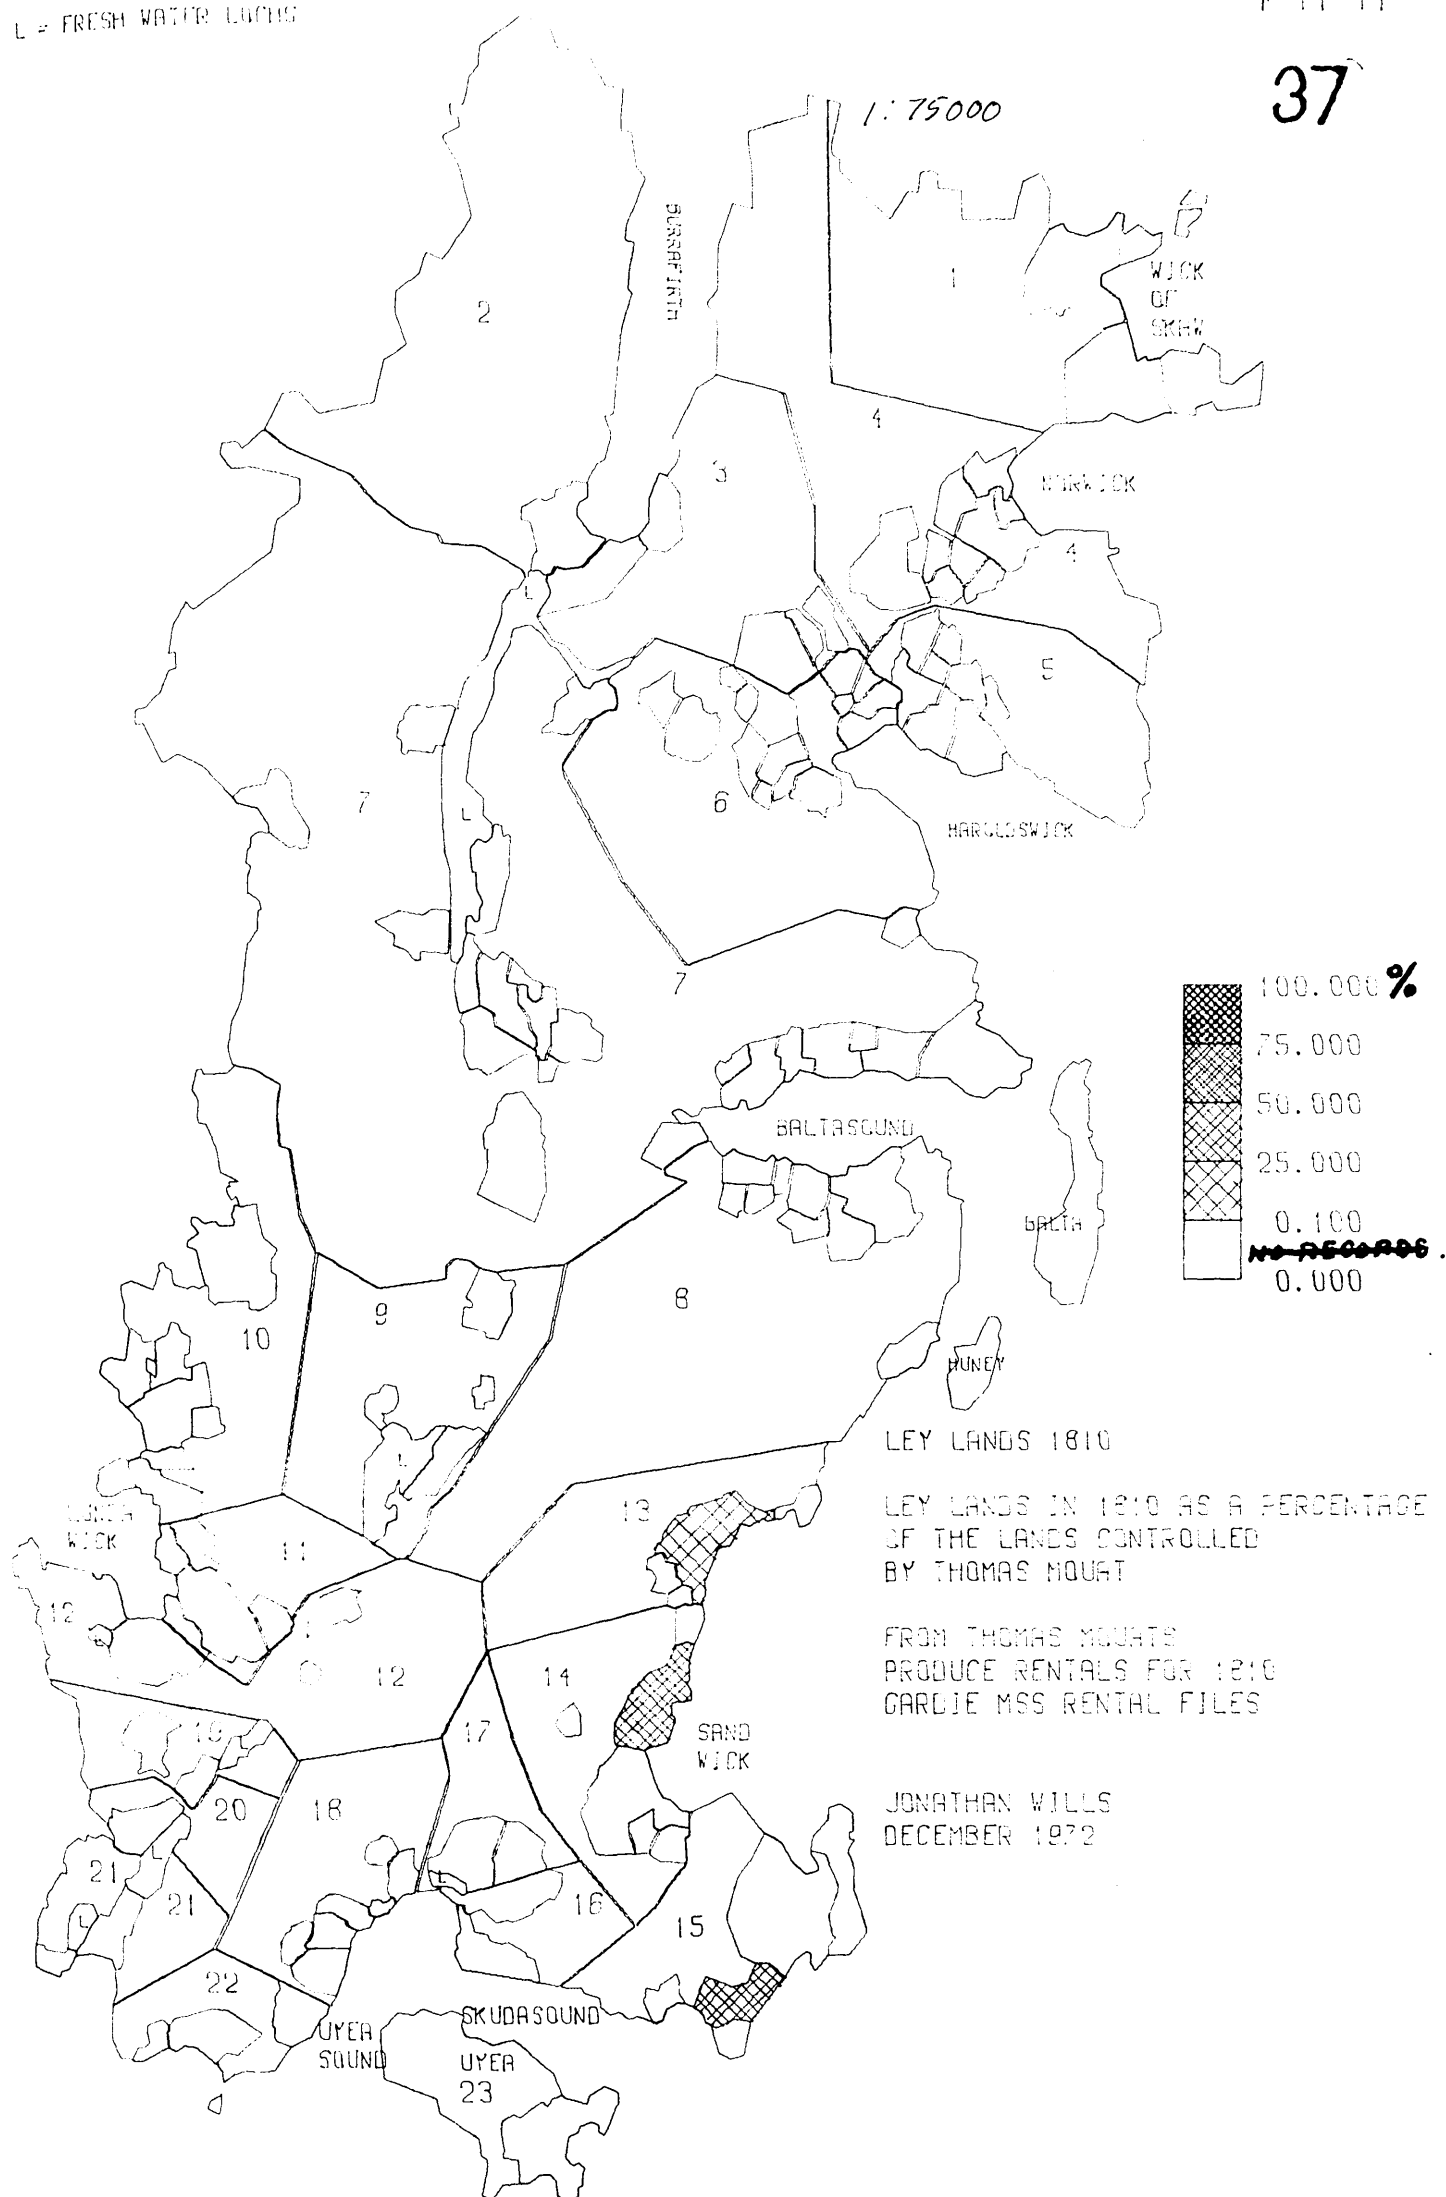 L = FRESH WATER LOCHS
37
1:75000
BURRAFIRTH
WICK
OF
SKAW
1
2
3
4
NORWICK
4
5
6
7
L
L
HAROLDSWICK
7
100.000 %
75.000
50.000
25.000
0.100
NO RECORDS.
0.000
BALTASOUND
BALTA
8
9
10
HUNEY
L
LEY LANDS 1810
LEY LANDS IN 1810 AS A PERCENTAGE
OF THE LANDS CONTROLLED
BY THOMAS MOUAT
FROM THOMAS MOUATS
PRODUCE RENTALS FOR 1810
GARDIE MSS RENTAL FILES
JONATHAN WILLS
DECEMBER 1972
WICK
11
12
12
13
14
SAND
WICK
17
19
20
18
21
21
L
L
L
16
15
22
SKUDASOUND
UYEA
SOUND
UYEA
23